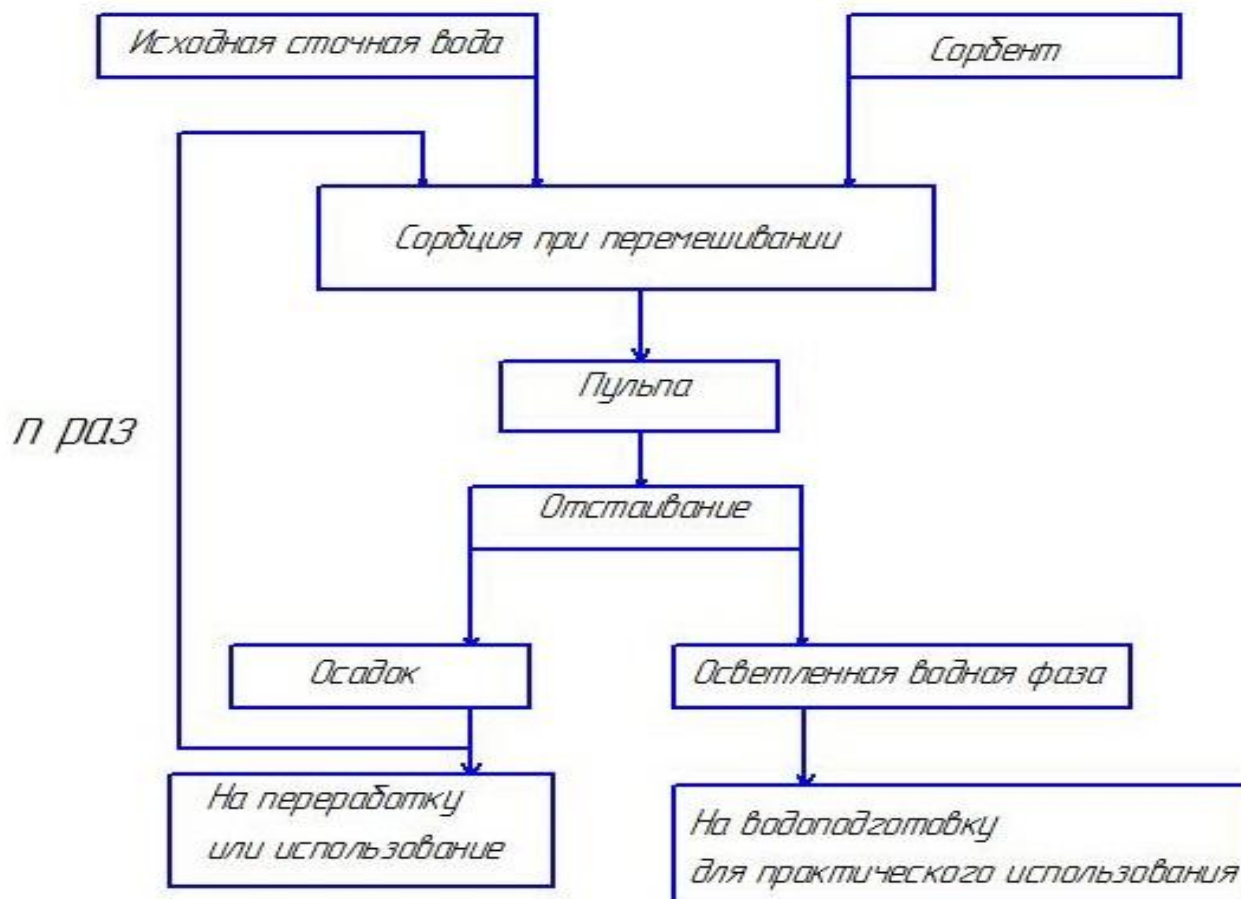 Исходная сточная вода
Сорбент
Сорбция при перемешивании
Пульпа
n раз
Отстаивание
Осадок
Осветленная водная фаза
На переработку
или использование
На водоподготовку
для практического использования